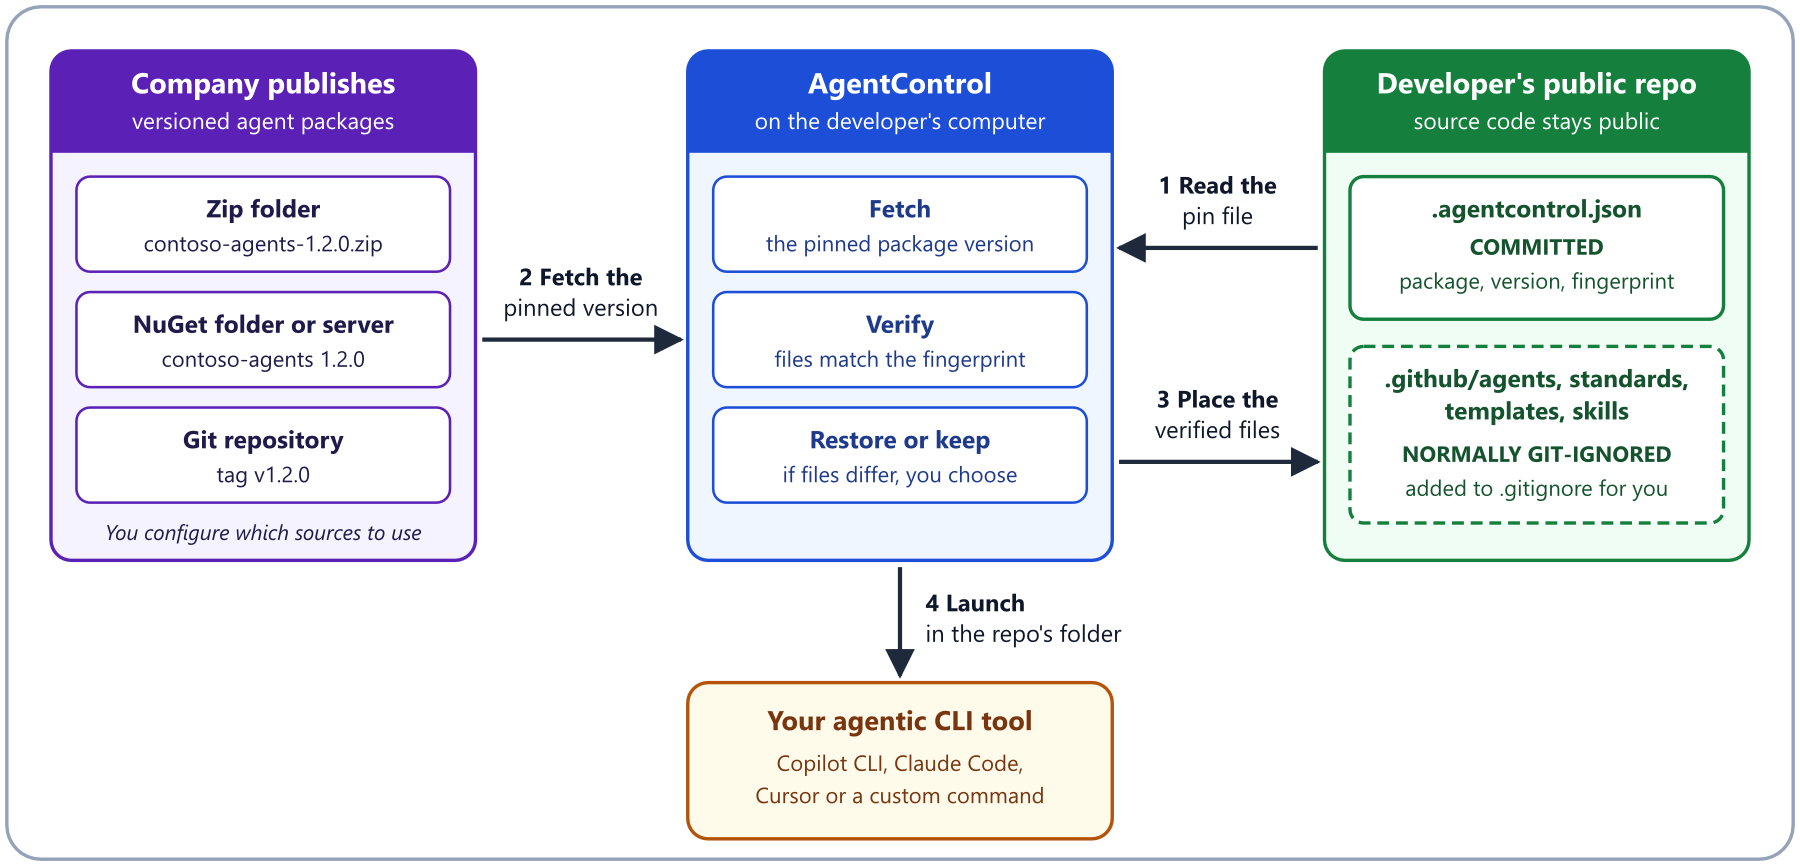 Company publishes
versioned agent packages
Zip folder
contoso-agents-1.2.0.zip
NuGet folder or server
contoso-agents 1.2.0
Git repository
tag v1.2.0
You configure which sources to use
2 Fetch the
pinned version
AgentControl
on the developer's computer
Fetch
the pinned package version
Verify
files match the fingerprint
Restore or keep
if files differ, you choose
1 Read the
pin file
3 Place the
verified files
Developer's public repo
source code stays public
.agentcontrol.json
COMMITTED
package, version, fingerprint
.github/agents, standards,
templates, skills
NORMALLY GIT-IGNORED
added to .gitignore for you
4 Launch
in the repo's folder
Your agentic CLI tool
Copilot CLI, Claude Code,
Cursor or a custom command